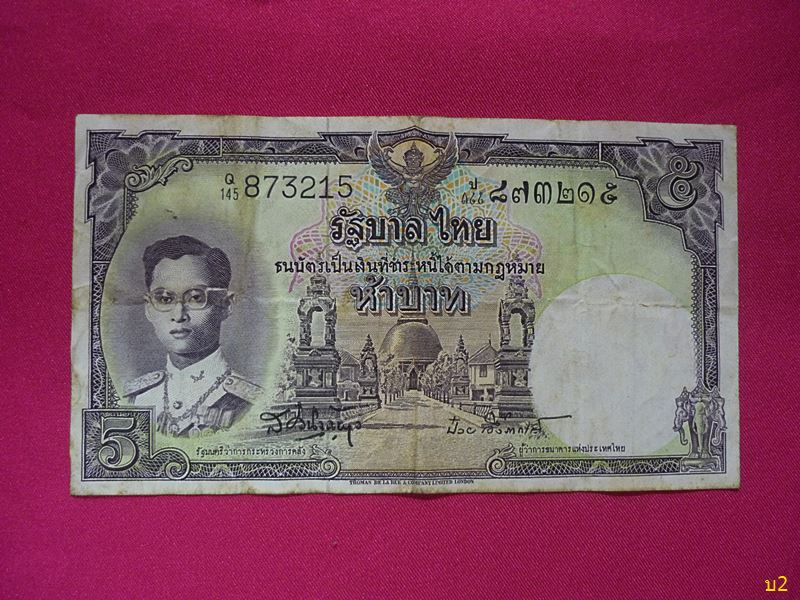 Q
145 873215
๘๗๓๒๑๕
๕
รัฐบาลไทย
ธนบัตรเป็นเงินที่ชำระหนี้ได้ตามกฎหมาย
ห้าบาท
5
รัฐมนตรีว่าการกระทรวงการคลัง
ผู้ว่าการธนาคารแห่งประเทศไทย
THOMAS DE LA RUE & COMPANY, LIMITED, LONDON
บ2